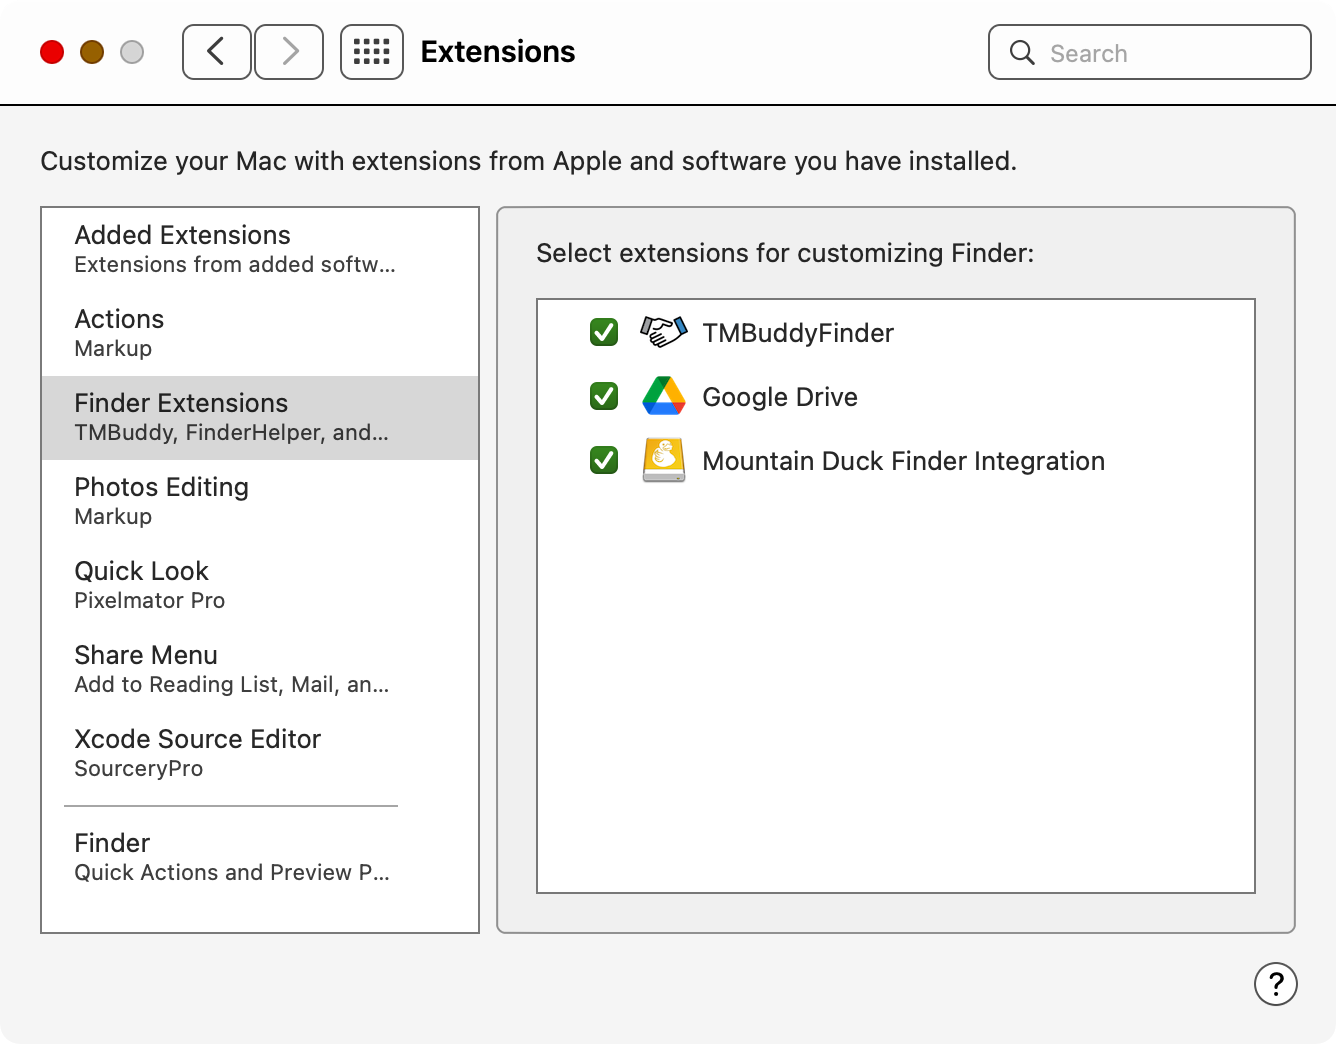 Extensions
Search
Customize your Mac with extensions from Apple and software you have installed.
Added Extensions
Extensions from added softw...
Actions
Markup
Finder Extensions
TMBuddy, FinderHelper, and...
Photos Editing
Markup
Quick Look
Pixelmator Pro
Share Menu
Add to Reading List, Mail, an...
Xcode Source Editor
SourceryPro
Finder
Quick Actions and Preview P...
Select extensions for customizing Finder:
TMBuddyFinder
Google Drive
Mountain Duck Finder Integration
?